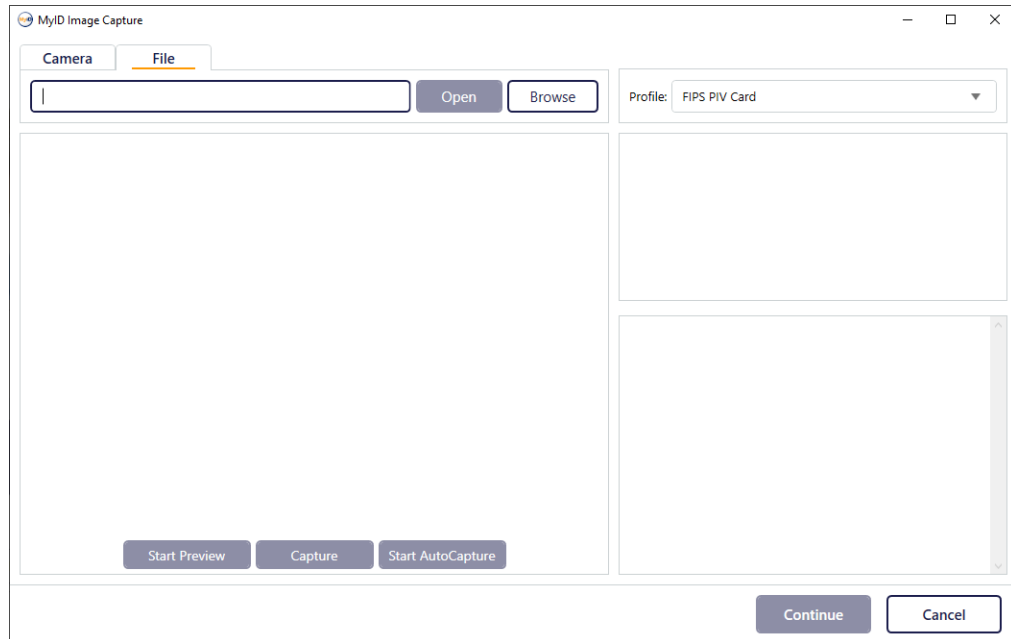 MyID Image Capture
Camera File
Open Browse Profile: FIPS PIV Card
Start Preview Capture Start AutoCapture
Continue Cancel